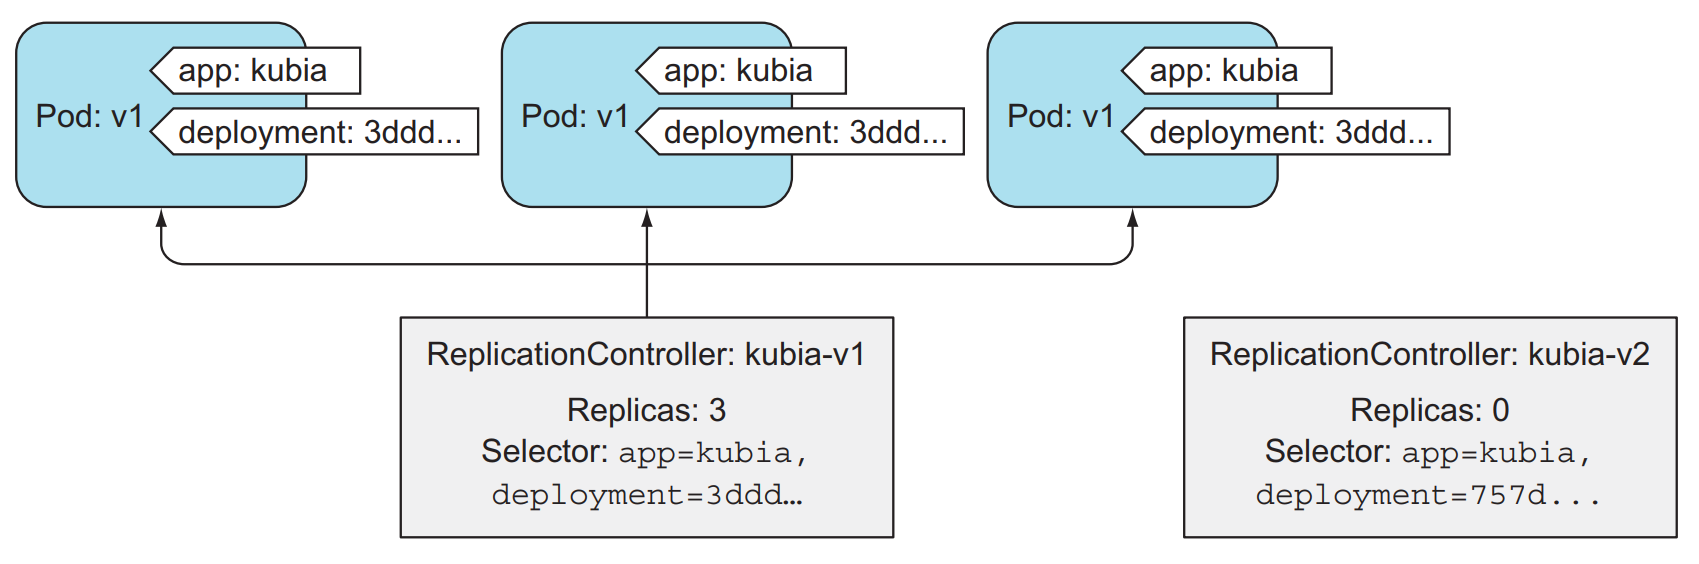 app: kubia
Pod: v1
deployment: 3ddd...
app: kubia
Pod: v1
deployment: 3ddd...
app: kubia
Pod: v1
deployment: 3ddd...
ReplicationController: kubia-v1
Replicas: 3
Selector: app=kubia,
deployment=3ddd…
ReplicationController: kubia-v2
Replicas: 0
Selector: app=kubia,
deployment=757d...